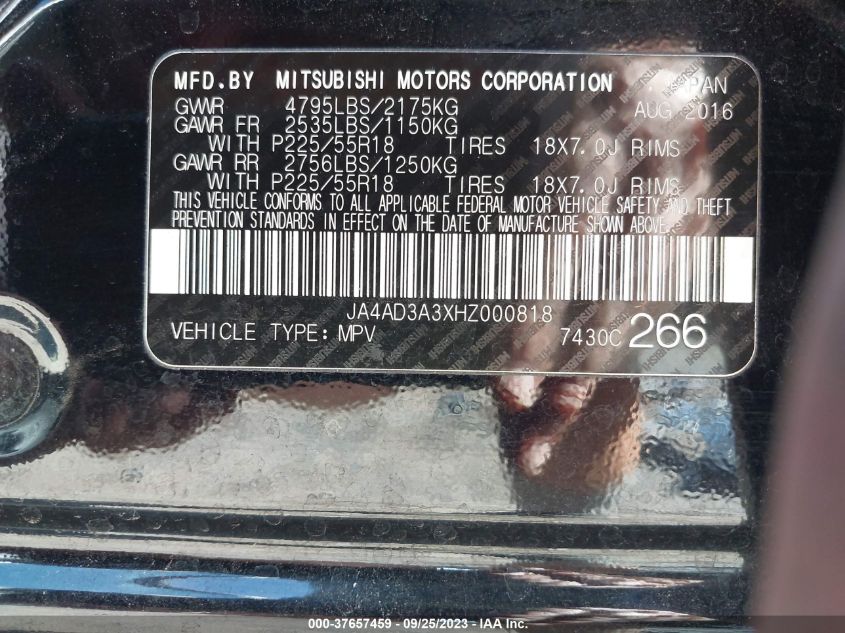 MFD.BY MITSUBISHI MOTORS CORPORATION
GWWR 4795LBS/2175KG AUG 2016
GAWR FR 2535LBS/1150KG
WITH P225/55R18 TIRES 18X7.0J RIMS
GAWR RR 2756LBS/1250KG
WITH P225/55R18 TIRES 18X7.0J RIMS
THIS VEHICLE CONFORMS TO ALL APPLICABLE FEDERAL MOTOR VEHICLE SAFETY AND THEFT
PREVENTION STANDARDS IN EFFECT ON THE DATE OF MANUFACTURE SHOWN ABOVE.
JA4AD3A3XHZ000818
VEHICLE TYPE: MPV 7430C 266
000-37657459 - 09/25/2023 - IAA Inc.